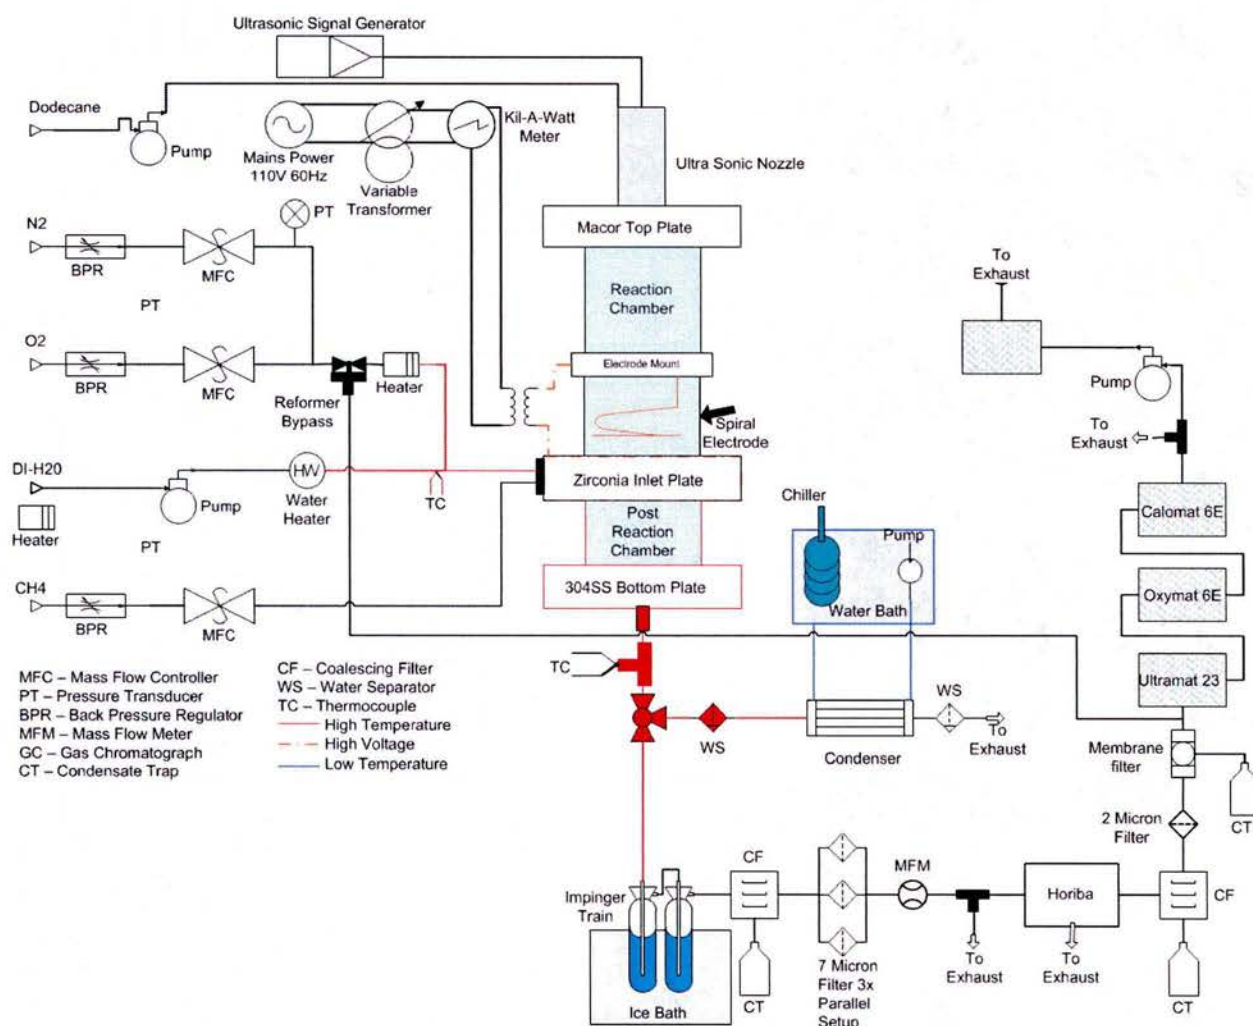 Ultrasonic Signal Generator
Dodecane
Pump
Mains Power
110V 60Hz
Variable
Transformer
Kil-A-Watt
Meter
Ultra Sonic Nozzle
Macor Top Plate
N2
BPR
MFC
PT
PT
Reaction
Chamber
To
Exhaust
O2
BPR
MFC
Reformer
Bypass
Heater
Electrode Mount
Spiral
Electrode
Pump
To
Exhaust
DI-H20
Heater
PT
Pump
HW
Water
Heater
TC
Zirconia Inlet Plate
Post
Reaction
Chamber
304SS Bottom Plate
Chiller
Pump
Water Bath
Calomat 6E
Oxymat 6E
Ultramat 23
CH4
BPR
MFC
MFC – Mass Flow Controller
PT – Pressure Transducer
BPR – Back Pressure Regulator
MFM – Mass Flow Meter
GC – Gas Chromatograph
CT – Condensate Trap
CF – Coalescing Filter
WS – Water Separator
TC – Thermocouple
High Temperature
High Voltage
Low Temperature
TC
WS
Condenser
WS
To
Exhaust
Membrane
filter
CT
2 Micron
Filter
Impinger
Train
Ice Bath
CF
CT
7 Micron
Filter 3x
Parallel
Setup
MFM
To
Exhaust
Horiba
To
Exhaust
CF
CT